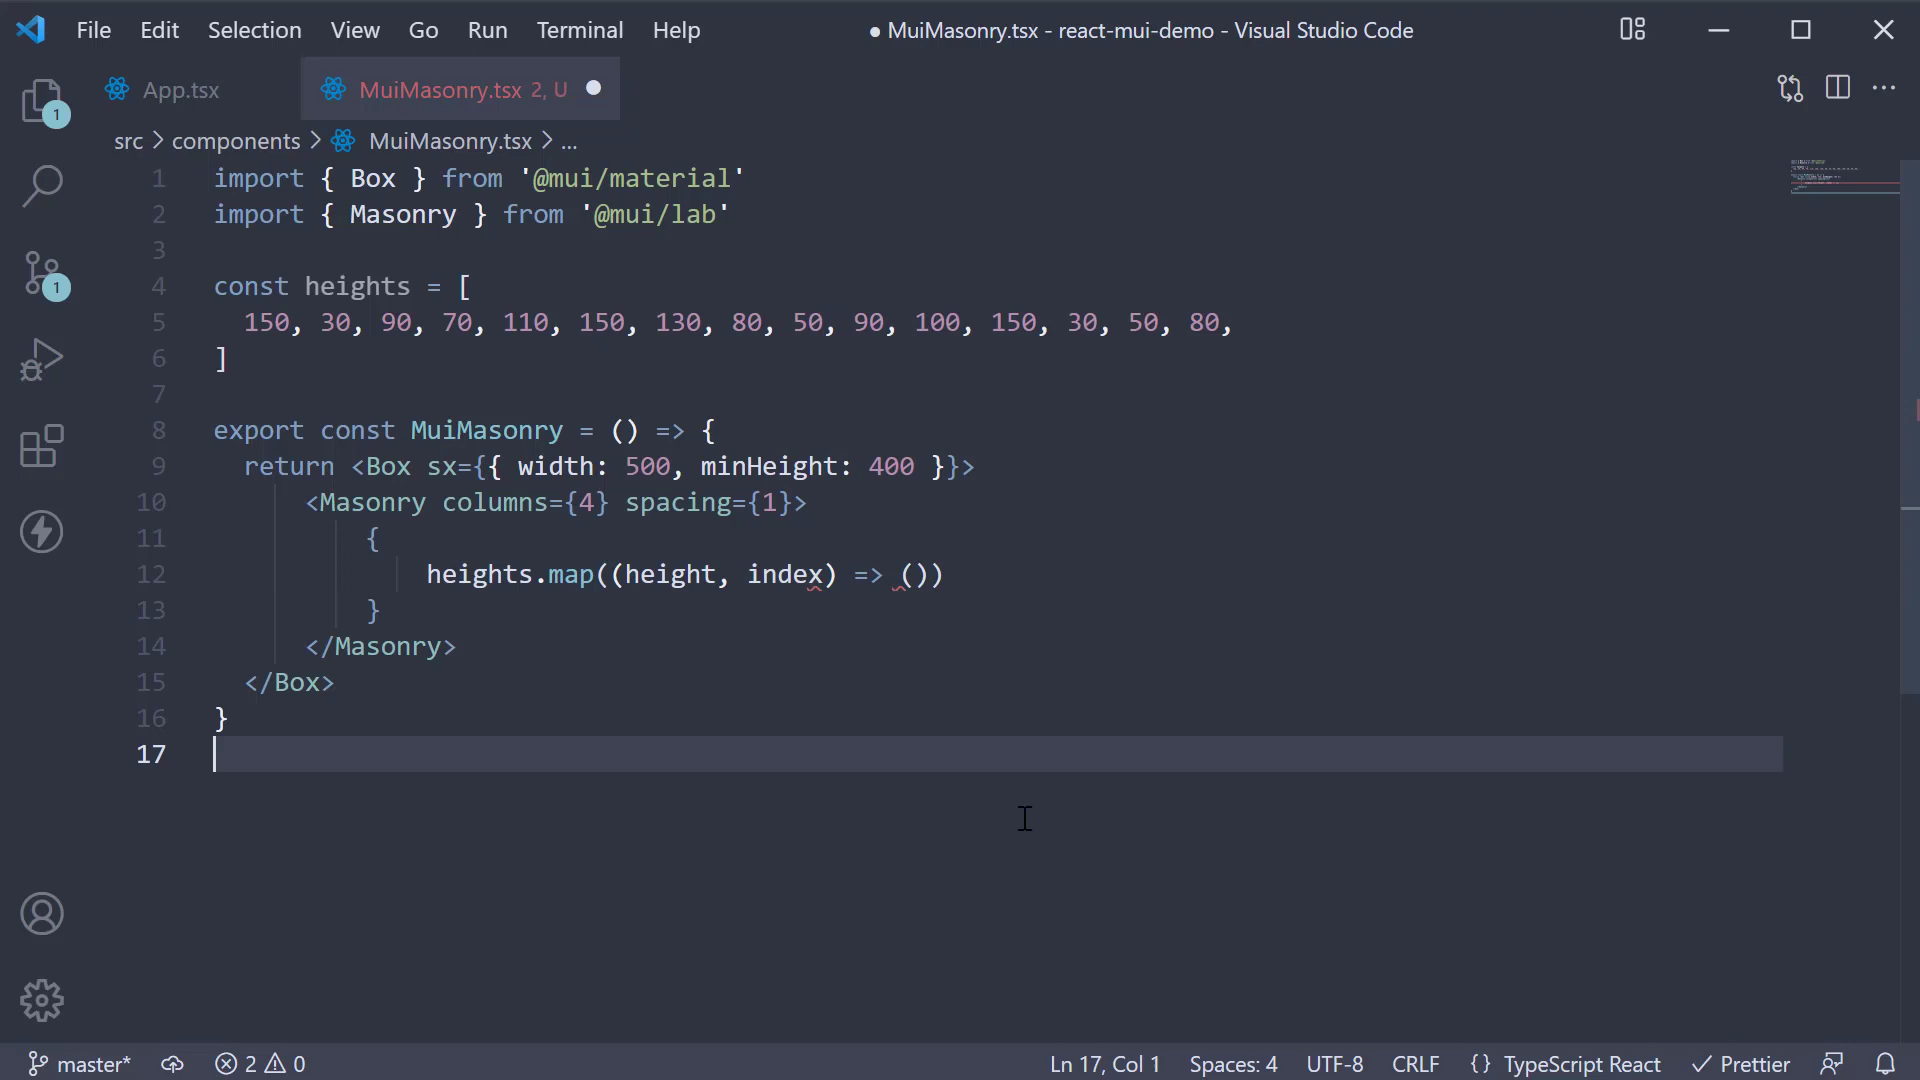 File Edit Selection View Go Run Terminal Help
● MuiMasonry.tsx - react-mui-demo - Visual Studio Code
App.tsx
MuiMasonry.tsx 2, U
src > components > MuiMasonry.tsx > ...
1
1
1 import { Box } from '@mui/material'
2 import { Masonry } from '@mui/lab'
3
4 const heights = [
5 150, 30, 90, 70, 110, 150, 130, 80, 50, 90, 100, 150, 30, 50, 80,
6 ]
7
8 export const MuiMasonry = () => {
9 return <Box sx={{ width: 500, minHeight: 400 }}>
10 <Masonry columns={4} spacing={1}>
11 {
12 heights.map((height, index) => ())
13 }
14 </Masonry>
15 </Box>
16 }
17
master* 2 0
Ln 17, Col 1 Spaces: 4 UTF-8 CRLF {} TypeScript React ✓ Prettier